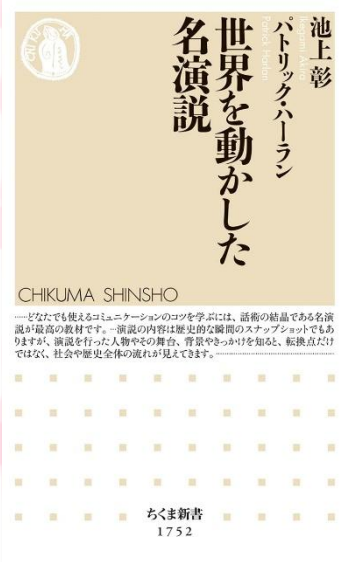 池上 彰
Ikegami Akira
パトリック・ハーラン
Patrick Harlan
世界を動かした
名演説
CHIKUMA SHINSHO
……どなたでも使えるコミュニケーションのコツを学ぶには、話術の結晶である名演
説が最高の教材です。…演説の内容は歴史的な瞬間のスナップショットでもあ
りますが、演説を行った人物やその舞台、背景やきっかけを知ると、転換点だけ
ではなく、社会や歴史全体の流れが見えてきます。……………………
ちくま新書
1752